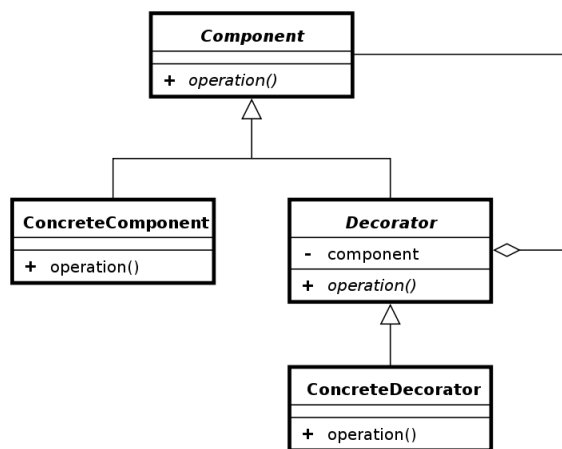 Component
+ operation()
ConcreteComponent
+ operation()
Decorator
- component
+ operation()
ConcreteDecorator
+ operation()